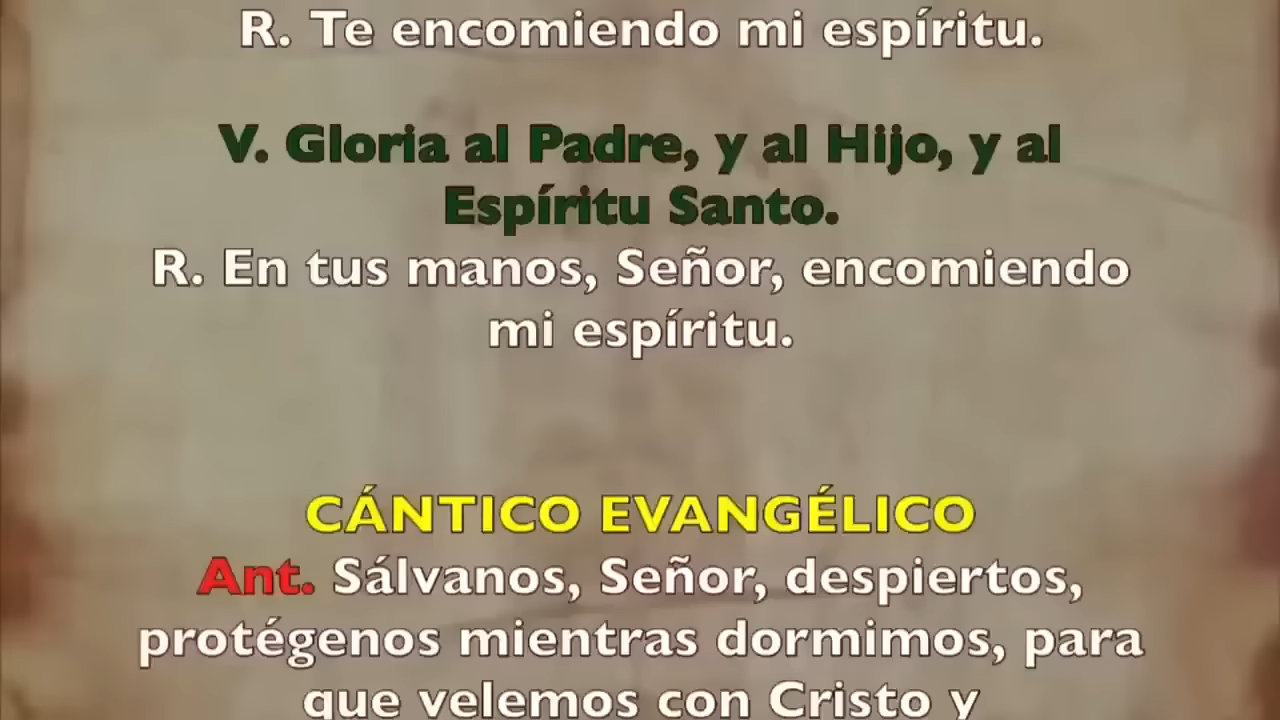 R. Te encomiendo mi espíritu.
V. Gloria al Padre, y al Hijo, y al
Espíritu Santo.
R. En tus manos, Señor, encomiendo
mi espíritu.
CÁNTICO EVANGÉLICO
Ant. Sálvanos, Señor, despiertos,
protégenos mientras dormimos, para
que velemos con Cristo y